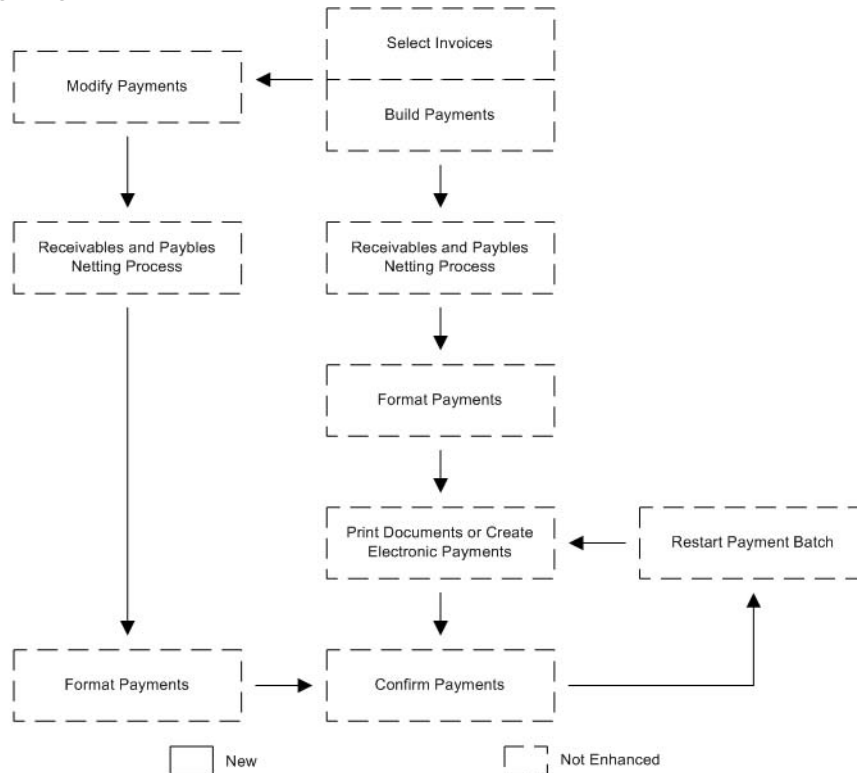 Select Invoices
Modify Payments
Build Payments
Receivables and Paybles
Netting Process
Receivables and Paybles
Netting Process
Format Payments
Print Documents or Create
Electronic Payments
Restart Payment Batch
Format Payments
Confirm Payments
New
Not Enhanced